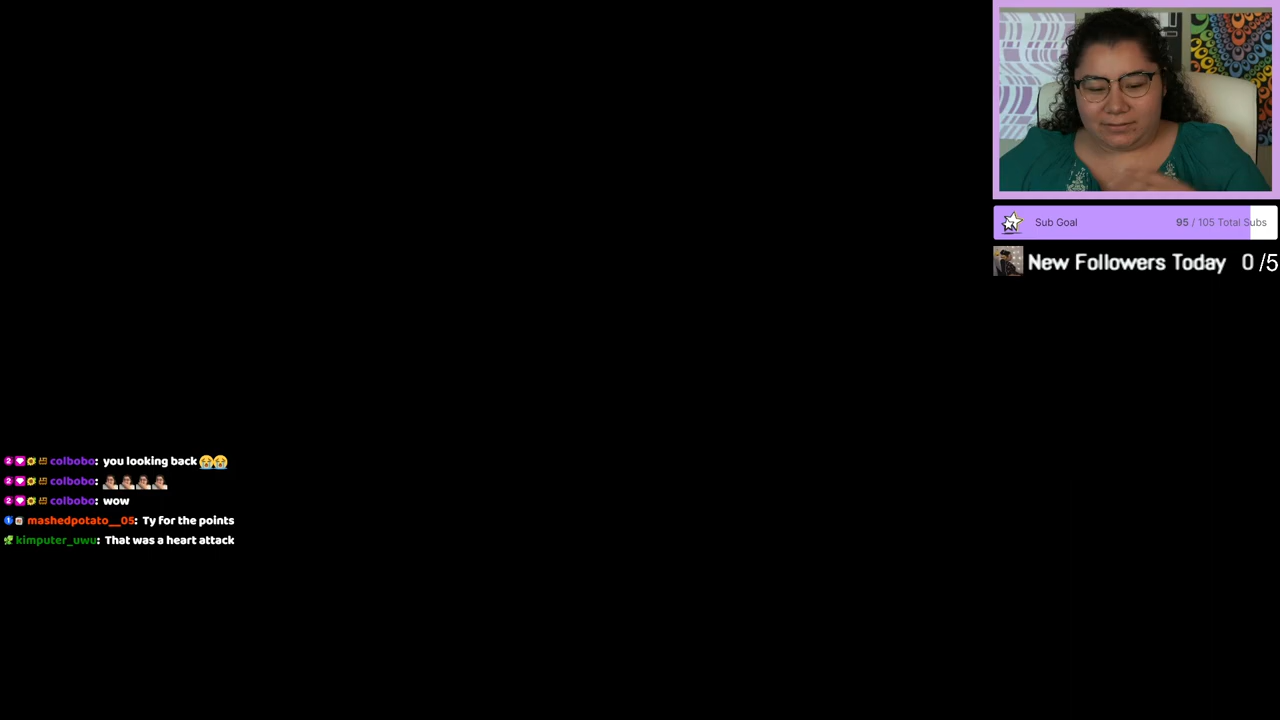 Sub Goal 95 / 105 Total Subs
New Followers Today 0 /5
colbobo: you looking back 😭😭
colbobo:
colbobo: wow
mashedpotato__05: Ty for the points
kimputer_uwu: That was a heart attack